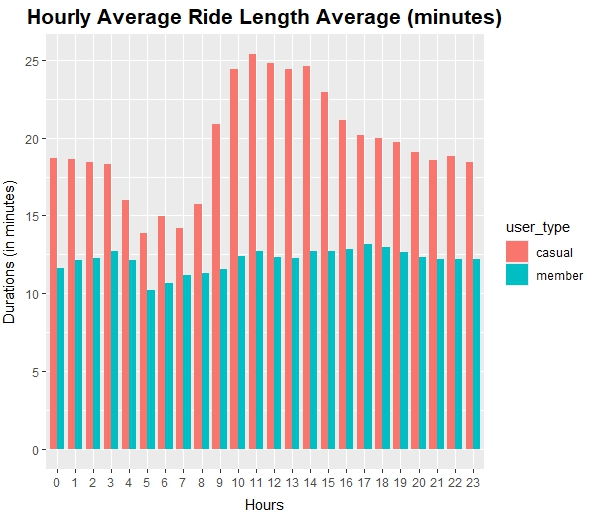 Hourly Average Ride Length Average (minutes)
Durations (in minutes)
25
20
15
10
5
0
0 1 2 3 4 5 6 7 8 9 10 11 12 13 14 15 16 17 18 19 20 21 22 23
Hours
user_type
casual
member